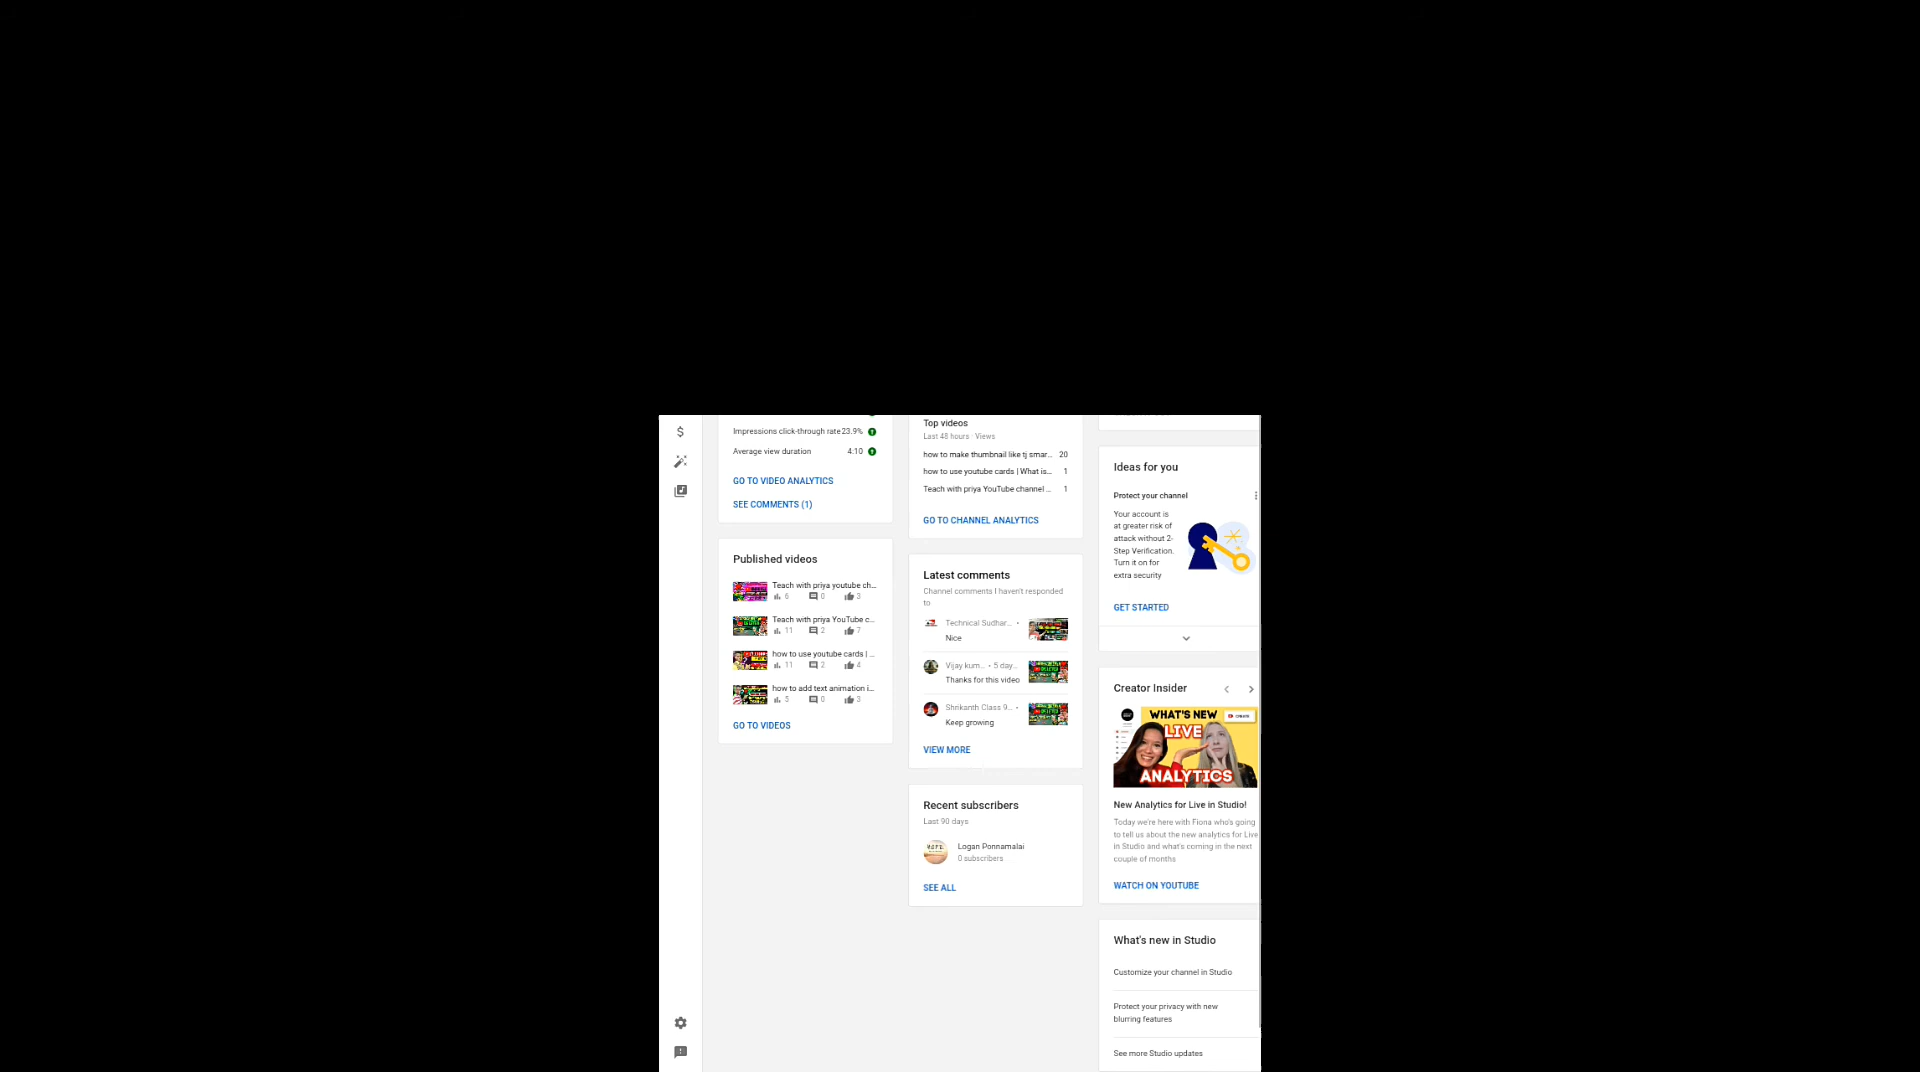 Impressions click-through rate 23.9%
Average view duration 4:10
GO TO VIDEO ANALYTICS
SEE COMMENTS (1)
Published videos
Teach with priya youtube ch...
6 0 3
Teach with priya YouTube c...
11 2 7
how to use youtube cards | ...
11 2 4
how to add text animation i...
5 0 3
GO TO VIDEOS
Top videos
Last 48 hours · Views
how to make thumbnail like tj smar... 20
how to use youtube cards | What is... 1
Teach with priya YouTube channel ... 1
GO TO CHANNEL ANALYTICS
Latest comments
Channel comments I haven't responded
to
Technical Sudhar... •
Nice
Vijay kum... • 5 day...
Thanks for this video
Shrikanth Class 9... •
Keep growing
VIEW MORE
Recent subscribers
Last 90 days
Logan Ponnamalai
0 subscribers
SEE ALL
Ideas for you
Protect your channel
Your account is
at greater risk of
attack without 2-
Step Verification.
Turn it on for
extra security
GET STARTED
Creator Insider
WHAT'S NEW
CREATE
LIVE
ANALYTICS
New Analytics for Live in Studio!
Today we're here with Fiona who's going
to tell us about the new analytics for Live
in Studio and what's coming in the next
couple of months
WATCH ON YOUTUBE
What's new in Studio
Customize your channel in Studio
Protect your privacy with new
blurring features
See more Studio updates